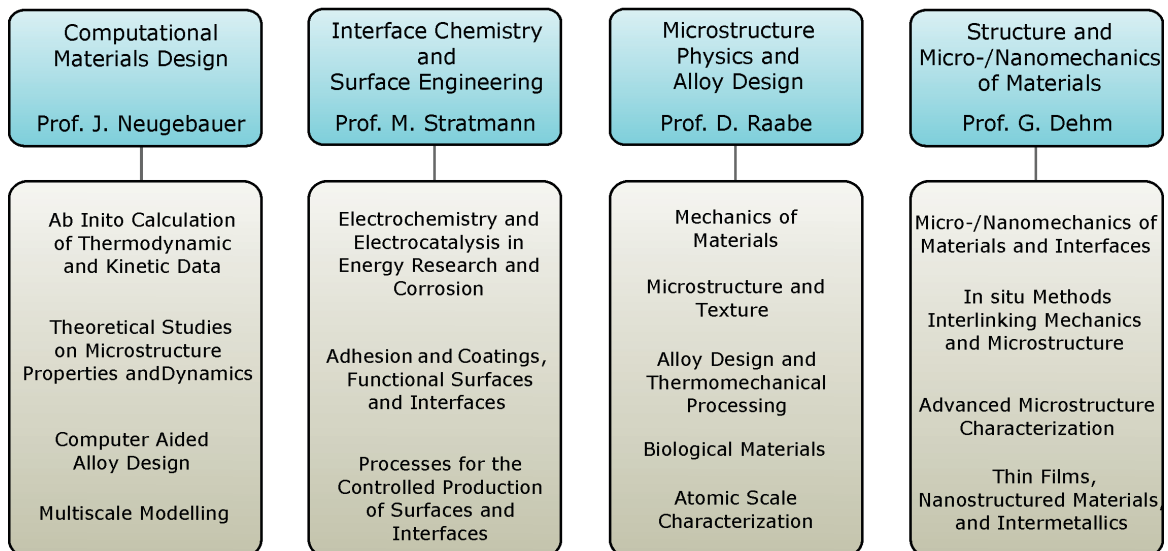 Computational
Materials Design
Prof. J. Neugebauer
Ab Inito Calculation
of Thermodynamic
and Kinetic Data
Theoretical Studies
on Microstructure
Properties andDynamics
Computer Aided
Alloy Design
Multiscale Modelling
Interface Chemistry
and
Surface Engineering
Prof. M. Stratmann
Electrochemistry and
Electrocatalysis in
Energy Research and
Corrosion
Adhesion and Coatings,
Functional Surfaces
and Interfaces
Processes for the
Controlled Production
of Surfaces and
Interfaces
Microstructure
Physics and
Alloy Design
Prof. D. Raabe
Mechanics of
Materials
Microstructure and
Texture
Alloy Design and
Thermomechanical
Processing
Biological Materials
Atomic Scale
Characterization
Structure and
Micro-/Nanomechanics
of Materials
Prof. G. Dehm
Micro-/Nanomechanics of
Materials and Interfaces
In situ Methods
Interlinking Mechanics
and Microstructure
Advanced Microstructure
Characterization
Thin Films,
Nanostructured Materials,
and Intermetallics